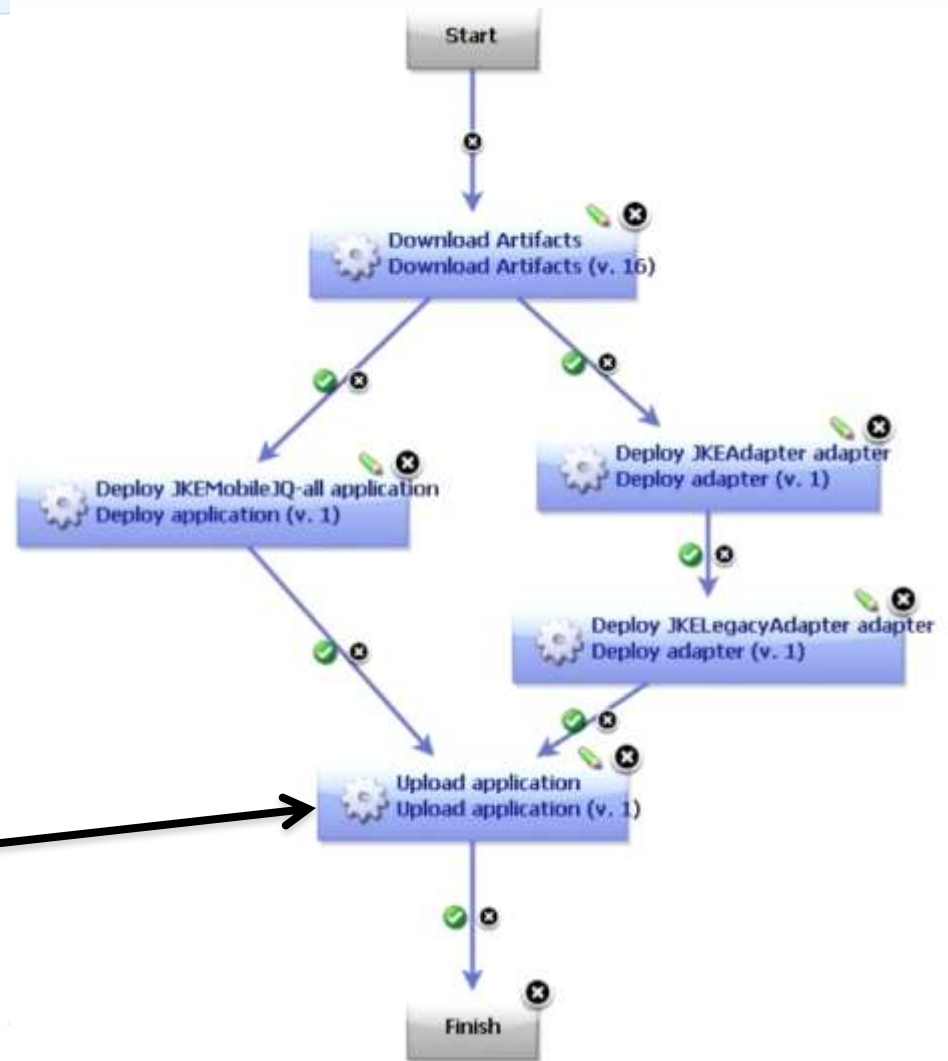 Start
Download Artifacts
Download Artifacts (v. 16)
Deploy JKEMobileJQ-all application
Deploy application (v. 1)
Deploy JKEAdapter adapter
Deploy adapter (v. 1)
Deploy JKELegacyAdapter adapter
Deploy adapter (v. 1)
Upload application
Upload application (v. 1)
Finish